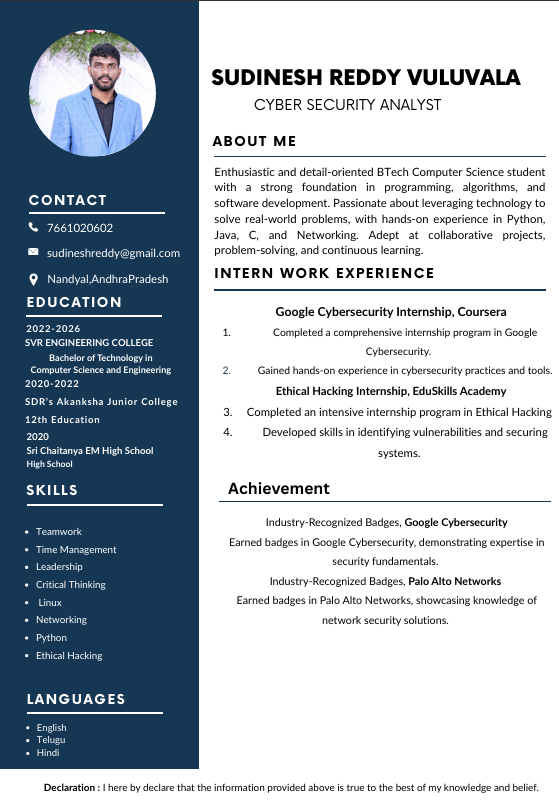 SUDINESH REDDY VULUVALA
CYBER SECURITY ANALYST
CONTACT
7661020602
sudineshreddy@gmail.com
Nandyal,AndhraPradesh
EDUCATION
2022-2026
SVR ENGINEERING COLLEGE
Bachelor of Technology in
Computer Science and Engineering
2020-2022
SDR's Akanksha Junior College
12th Education
2020
Sri Chaitanya EM High School
High School
SKILLS
• Teamwork
• Time Management
• Leadership
• Critical Thinking
• Linux
• Networking
• Python
• Ethical Hacking
LANGUAGES
• English
• Telugu
• Hindi
ABOUT ME
Enthusiastic and detail-oriented BTech Computer Science student
with a strong foundation in programming, algorithms, and
software development. Passionate about leveraging technology to
solve real-world problems, with hands-on experience in Python,
Java, C, and Networking. Adept at collaborative projects,
problem-solving, and continuous learning.
INTERN WORK EXPERIENCE
Google Cybersecurity Internship, Coursera
1. Completed a comprehensive internship program in Google
Cybersecurity.
2. Gained hands-on experience in cybersecurity practices and tools.
Ethical Hacking Internship, EduSkills Academy
3. Completed an intensive internship program in Ethical Hacking
4. Developed skills in identifying vulnerabilities and securing
systems.
Achievement
Industry-Recognized Badges, Google Cybersecurity
Earned badges in Google Cybersecurity, demonstrating expertise in
security fundamentals.
Industry-Recognized Badges, Palo Alto Networks
Earned badges in Palo Alto Networks, showcasing knowledge of
network security solutions.
Declaration : I here by declare that the information provided above is true to the best of my knowledge and belief.